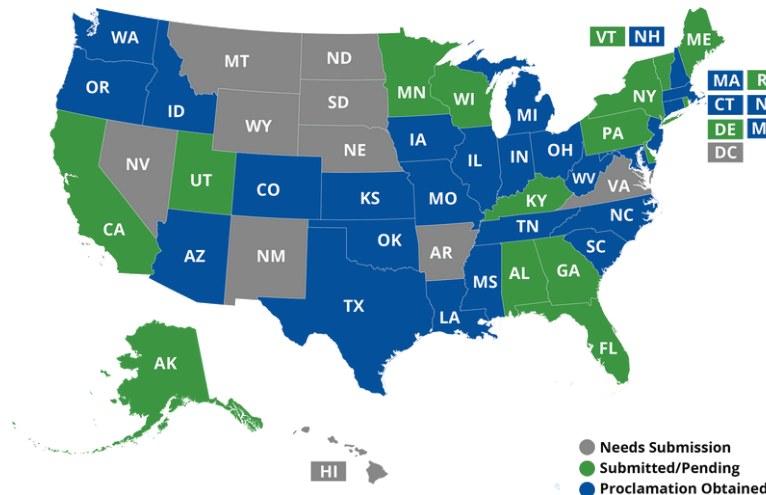 WA
MT
ND
VT NH
ME
OR
ID
MN
WI
NY
MA R
SD
WY
MI
CT N
IA
PA
DE M
NE
DC
NV
UT
CO
IL
IN
OH
WV
VA
KS
MO
KY
CA
NC
TN
AZ
NM
OK
AR
SC
MS
AL
GA
TX
LA
FL
AK
HI
Needs Submission
Submitted/Pending
Proclamation Obtained